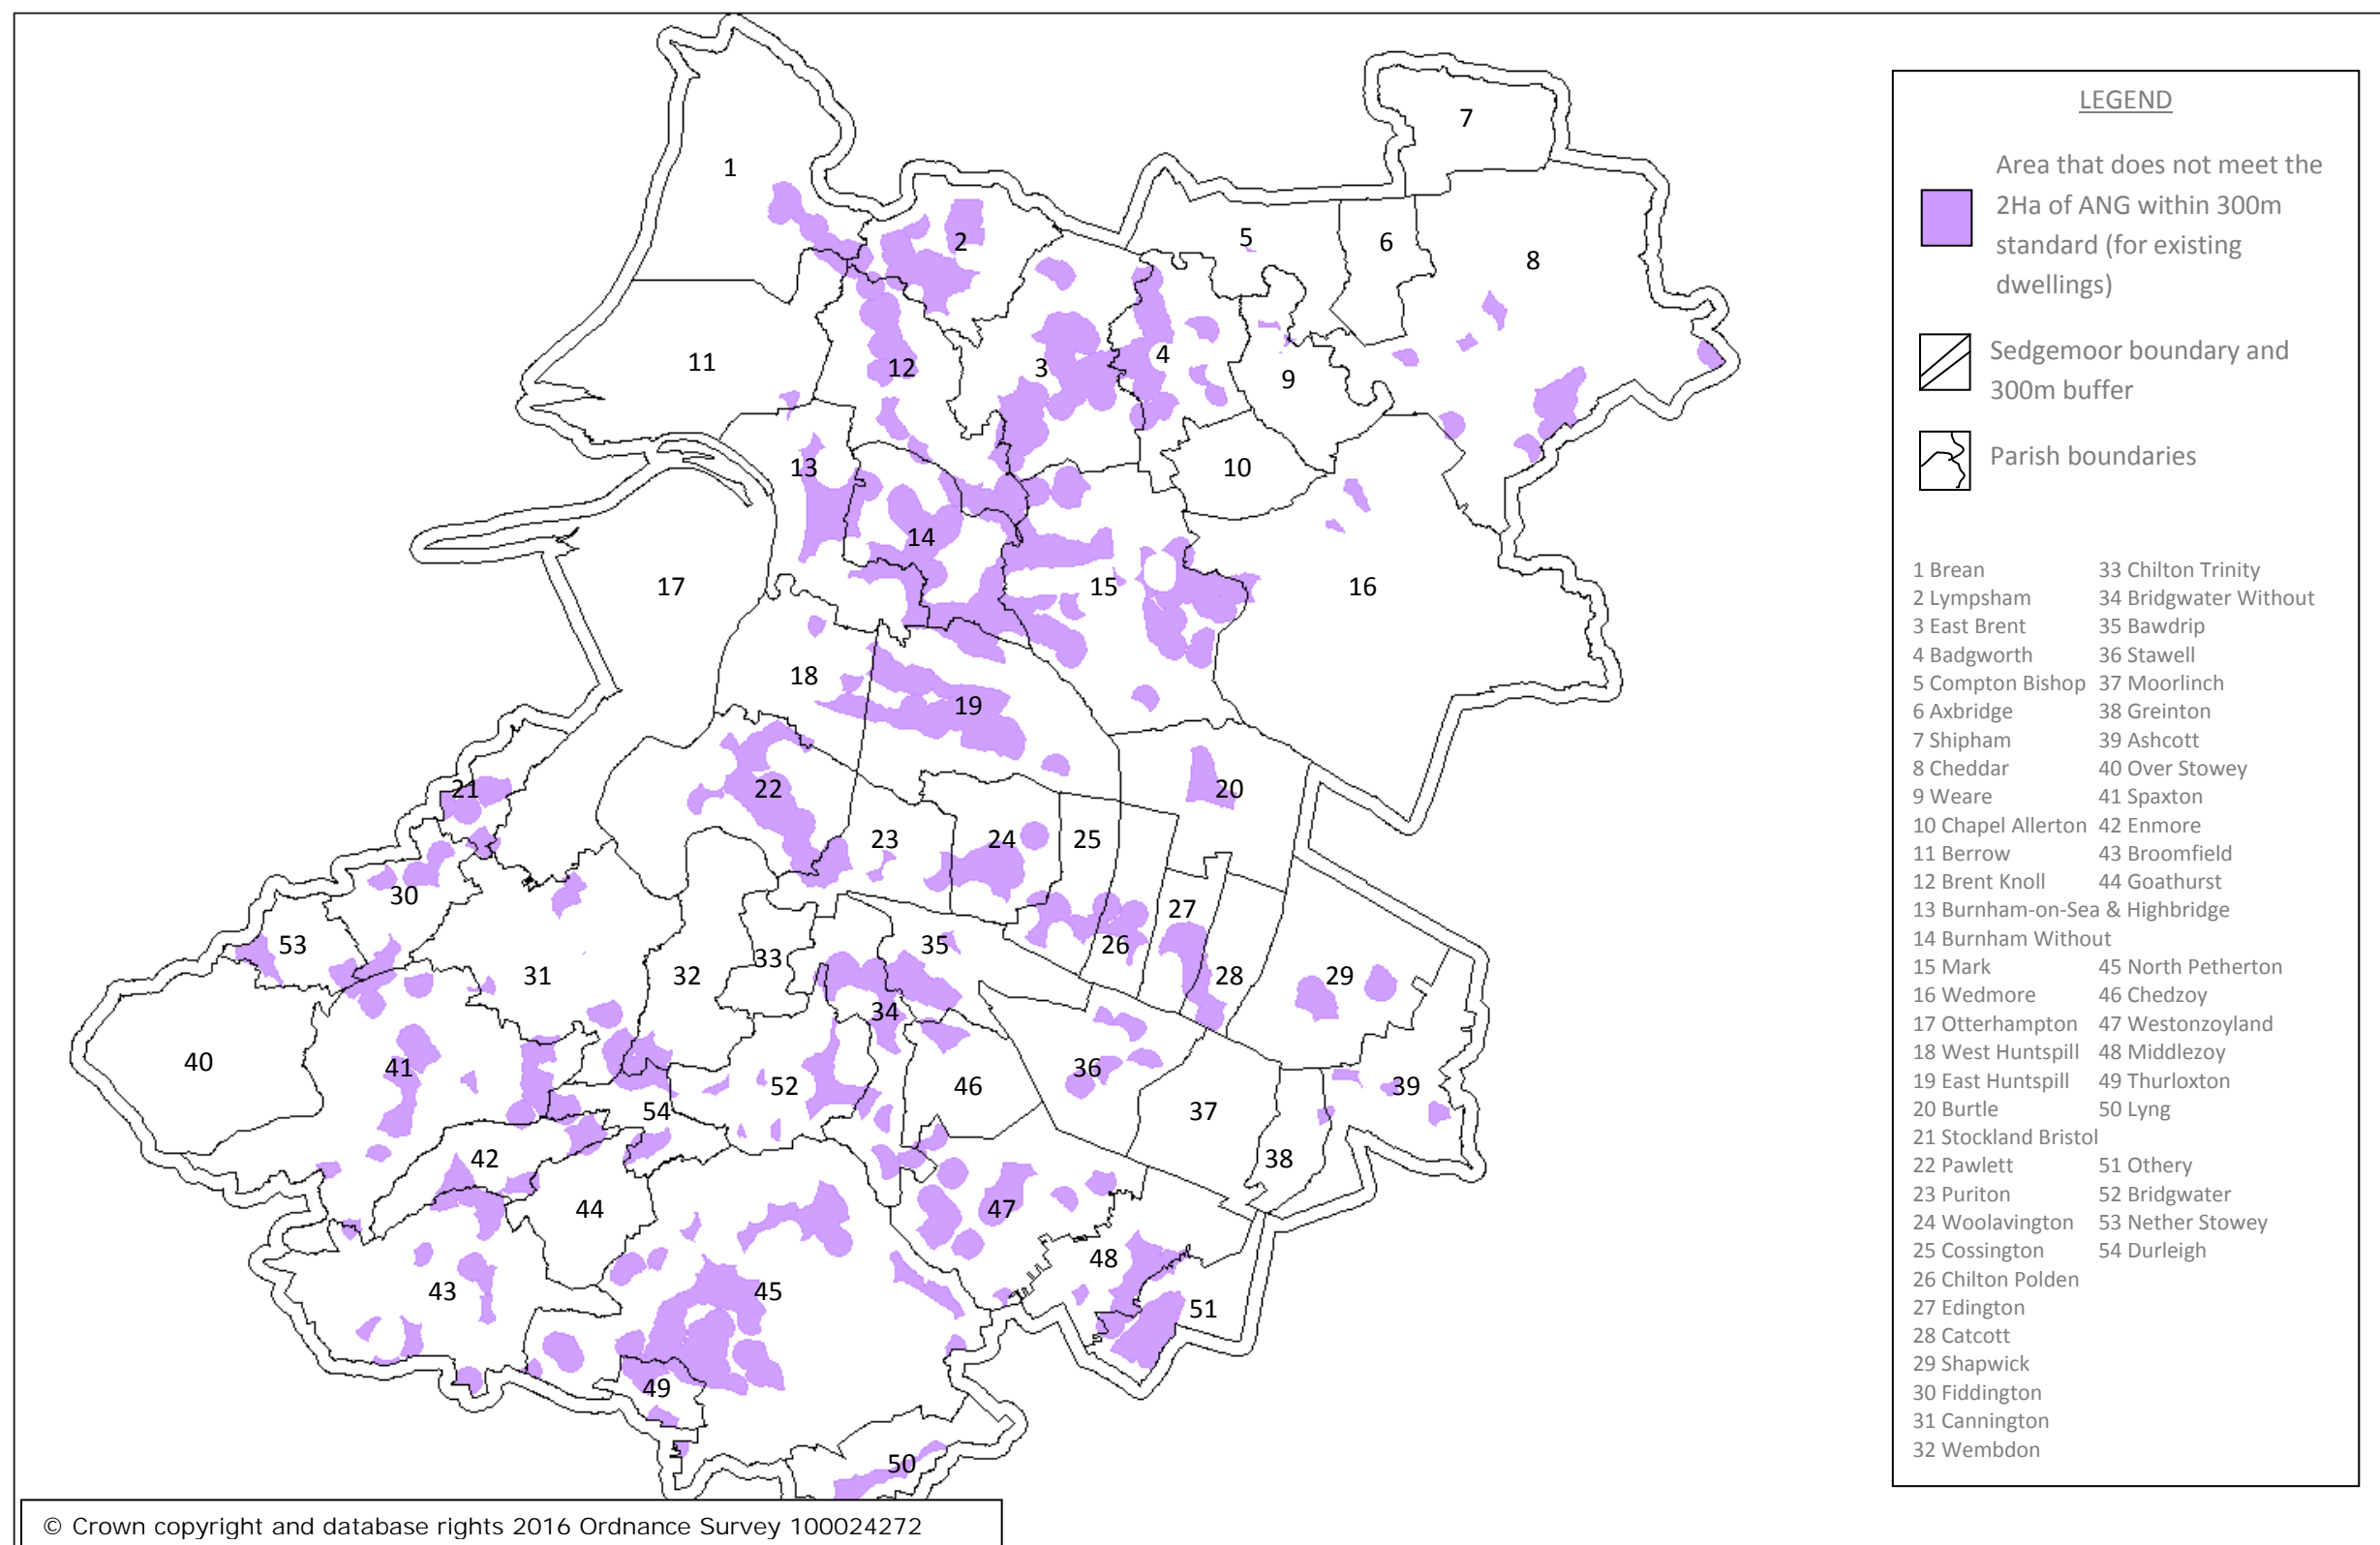 7
LEGEND
1
Area that does not meet the
2Ha of ANG within 300m
standard (for existing
dwellings)
2
5
6
8
Sedgemoor boundary and
300m buffer
11
12
3
4
9
Parish boundaries
13
10
14
17
15
16
18
19
21
22
20
23
24
25
30
27
53
35
26
31
32
33
28
29
34
40
41
52
46
36
39
54
37
42
38
44
47
48
43
45
51
49
50
1 Brean
2 Lympsham
3 East Brent
4 Badgworth
5 Compton Bishop
6 Axbridge
7 Shipham
8 Cheddar
9 Weare
10 Chapel Allerton
11 Berrow
12 Brent Knoll
13 Burnham-on-Sea & Highbridge
14 Burnham Without
15 Mark
16 Wedmore
17 Otterhampton
18 West Huntspill
19 East Huntspill
20 Burtle
21 Stockland Bristol
22 Pawlett
23 Puriton
24 Woolavington
25 Cossington
26 Chilton Polden
27 Edington
28 Catcott
29 Shapwick
30 Fiddington
31 Cannington
32 Wembdon
33 Chilton Trinity
34 Bridgwater Without
35 Bawdrip
36 Stawell
37 Moorlinch
38 Greinton
39 Ashcott
40 Over Stowey
41 Spaxton
42 Enmore
43 Broomfield
44 Goathurst
45 North Petherton
46 Chedzoy
47 Westonzoyland
48 Middlezoy
49 Thurloxton
50 Lyng
51 Othery
52 Bridgwater
53 Nether Stowey
54 Durleigh
© Crown copyright and database rights 2016 Ordnance Survey 100024272